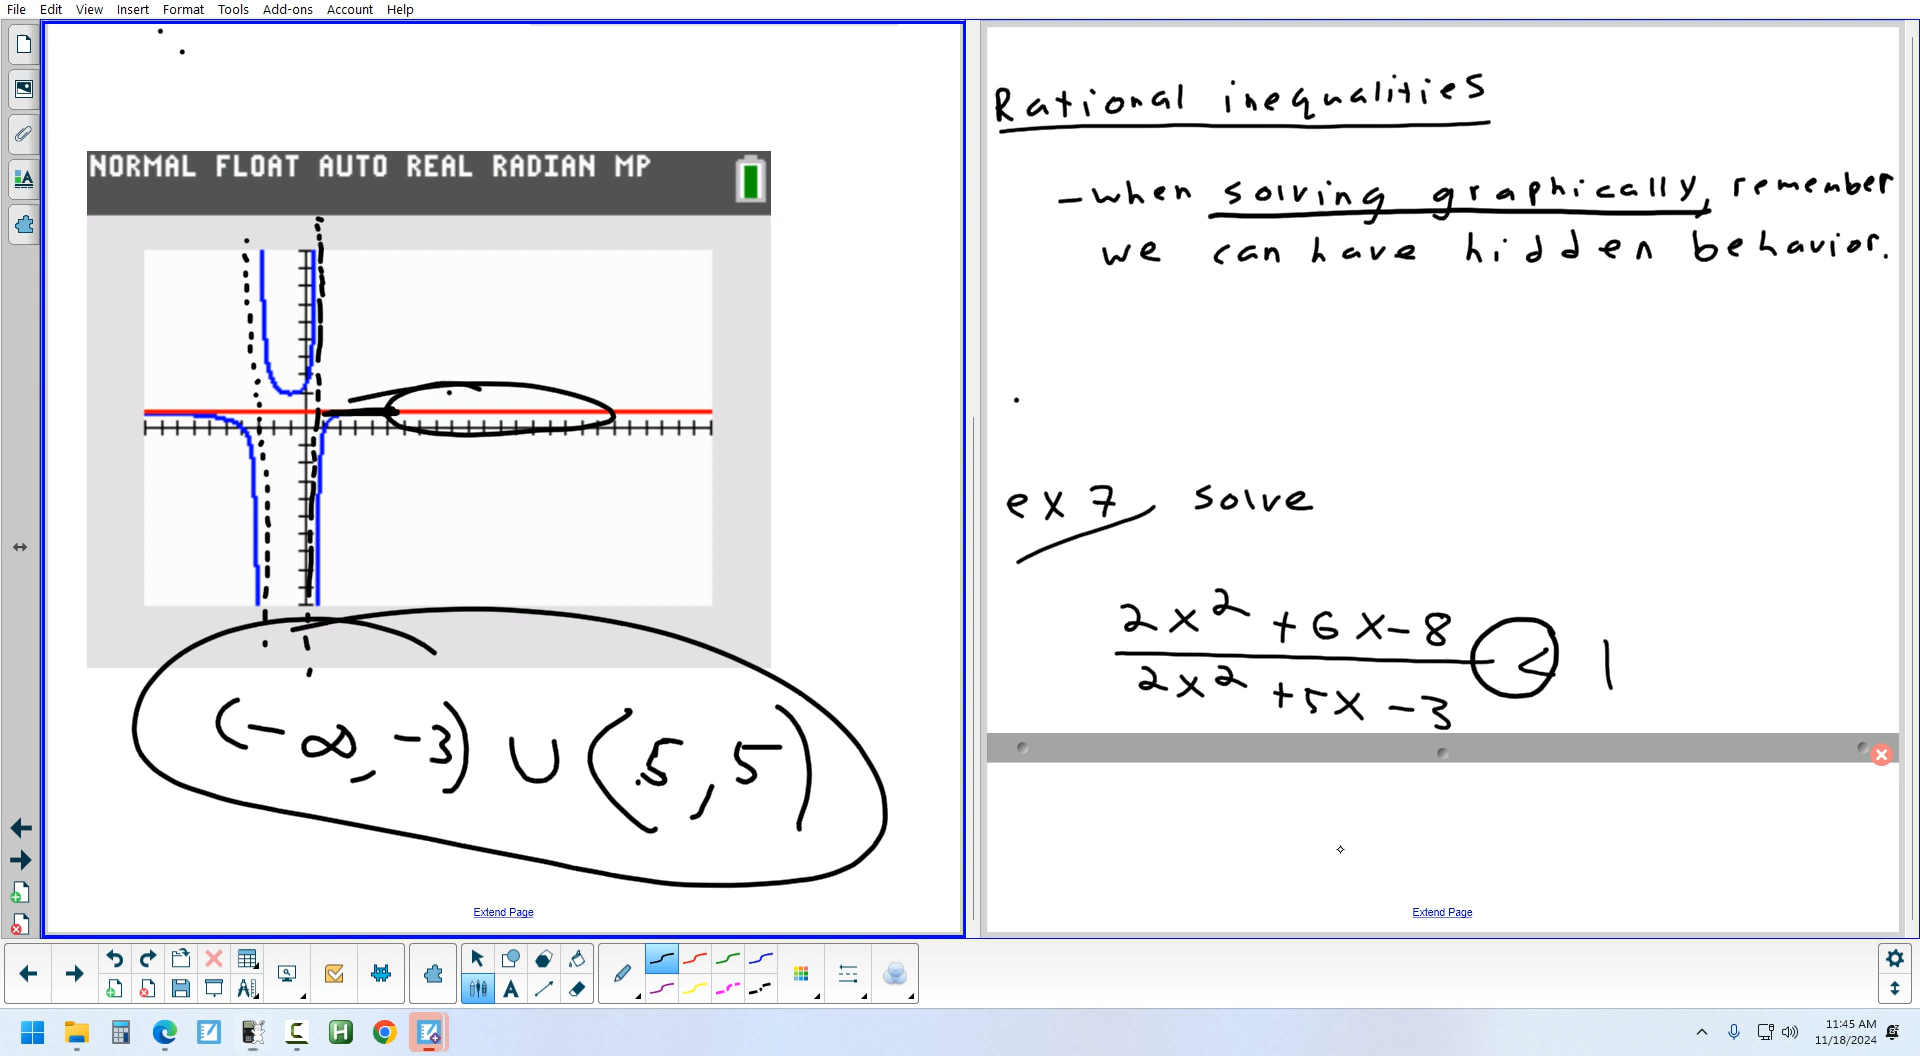 File Edit View Insert Format Tools Add-ons Account Help
NORMAL FLOAT AUTO REAL RADIAN MP
(-∞, -3) ∪ (.5, 5)
Extend Page
Rational inequalities
- when solving graphically, remember
we can have hidden behavior.
ex 7 solve
2x² + 6x - 8
2x² + 5x - 3
< 1
Extend Page
A
H
11:45 AM
11/18/2024